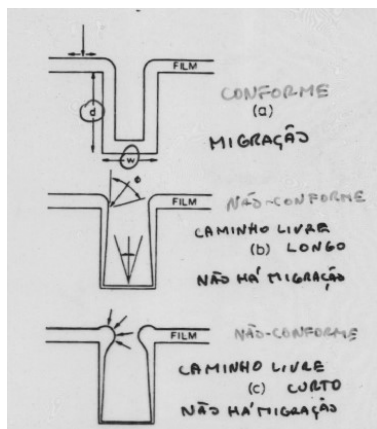 d
FILM
CONFORME
(a)
MIGRAÇÃO
w
Φ
NÃO-CONFORME
CAMINHO LIVRE
(b) LONGO
NÃO HÁ MIGRAÇÃO
FILM
NÃO-CONFORME
CAMINHO LIVRE
(c) CURTO
NÃO HÁ MIGRAÇÃO